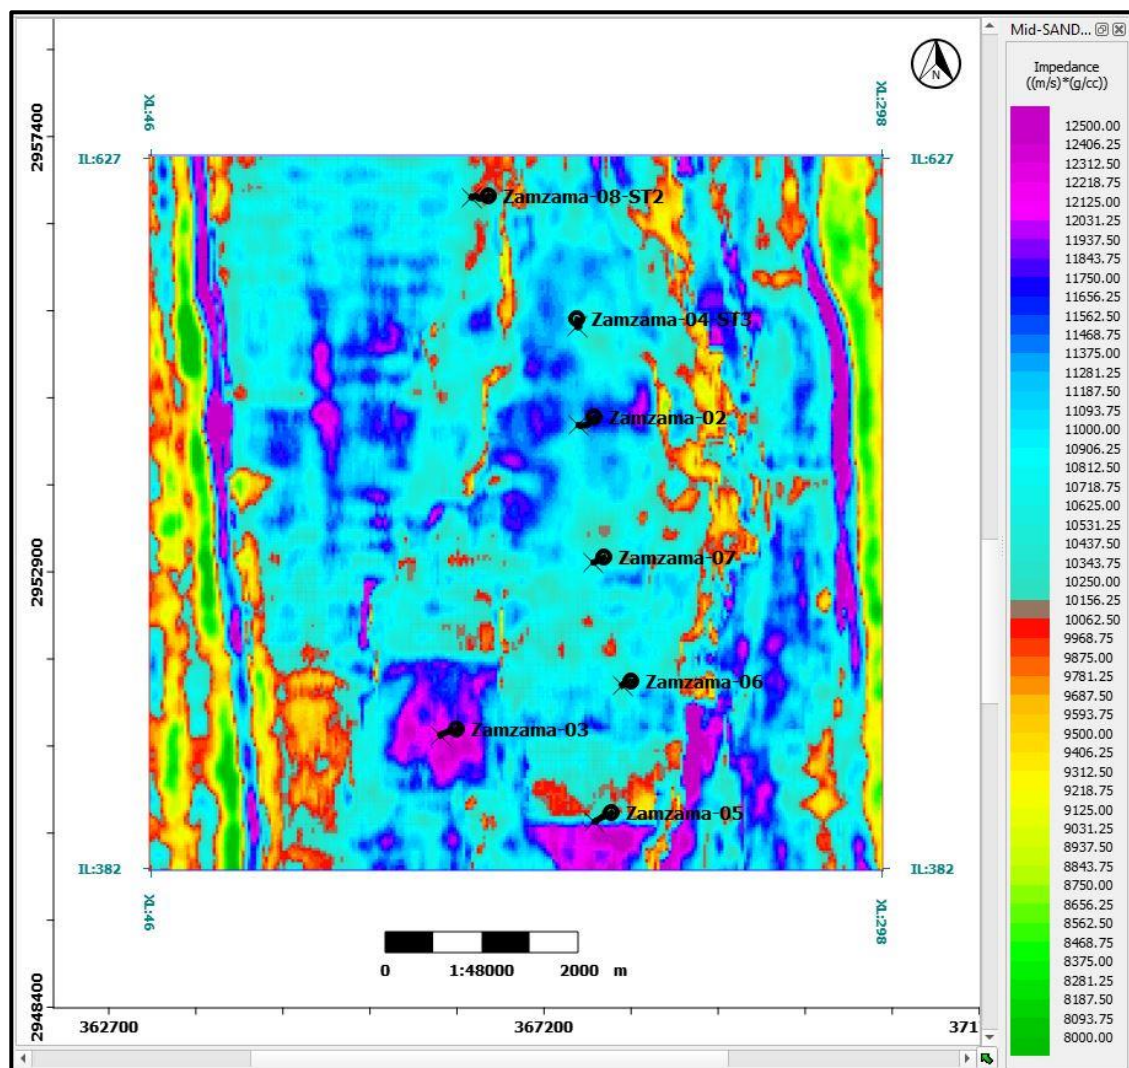 Mid-SAND...
Impedance
((m/s)*(g/cc))
N
2957400
2952900
2948400
XL:46
XL:298
IL:627
IL:627
Zamzama-08-ST2
Zamzama-04-ST3
Zamzama-02
Zamzama-07
Zamzama-06
Zamzama-03
Zamzama-05
IL:382
IL:382
XL:46
XL:298
0 1:48000 2000 m
362700 367200 371
12500.00
12406.25
12312.50
12218.75
12125.00
12031.25
11937.50
11843.75
11750.00
11656.25
11562.50
11468.75
11375.00
11281.25
11187.50
11093.75
11000.00
10906.25
10812.50
10718.75
10625.00
10531.25
10437.50
10343.75
10250.00
10156.25
10062.50
9968.75
9875.00
9781.25
9687.50
9593.75
9500.00
9406.25
9312.50
9218.75
9125.00
9031.25
8937.50
8843.75
8750.00
8656.25
8562.50
8468.75
8375.00
8281.25
8187.50
8093.75
8000.00